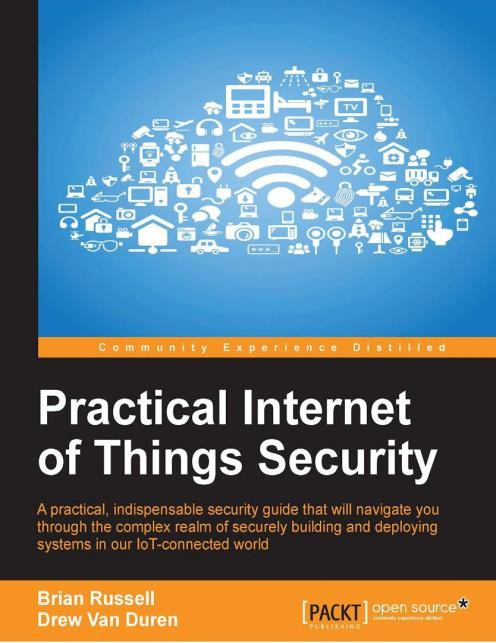 TV
Community Experience Distilled
Practical Internet
of Things Security
A practical, indispensable security guide that will navigate you
through the complex realm of securely building and deploying
systems in our IoT-connected world
Brian Russell
Drew Van Duren
[PACKT]
PUBLISHING
open source*
community experience distilled